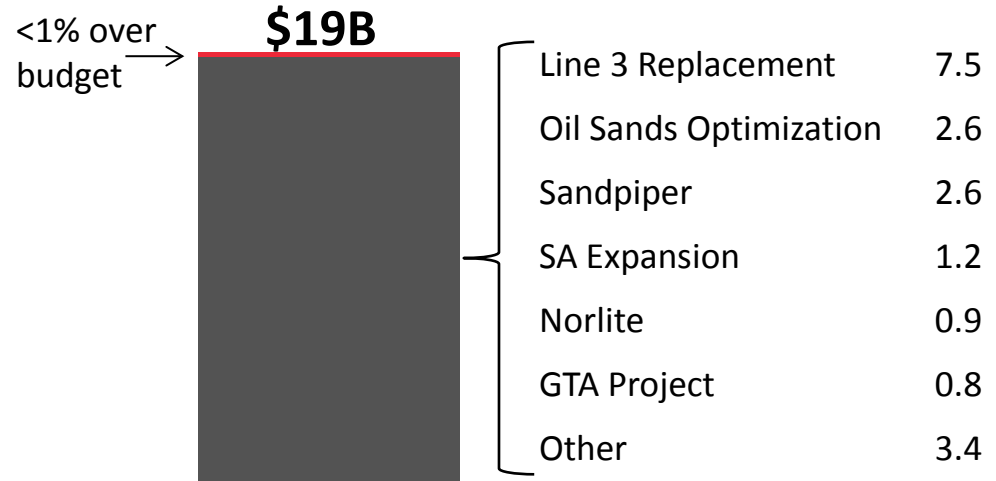 <1% over
budget
$19B
Line 3 Replacement 7.5
Oil Sands Optimization 2.6
Sandpiper 2.6
SA Expansion 1.2
Norlite 0.9
GTA Project 0.8
Other 3.4